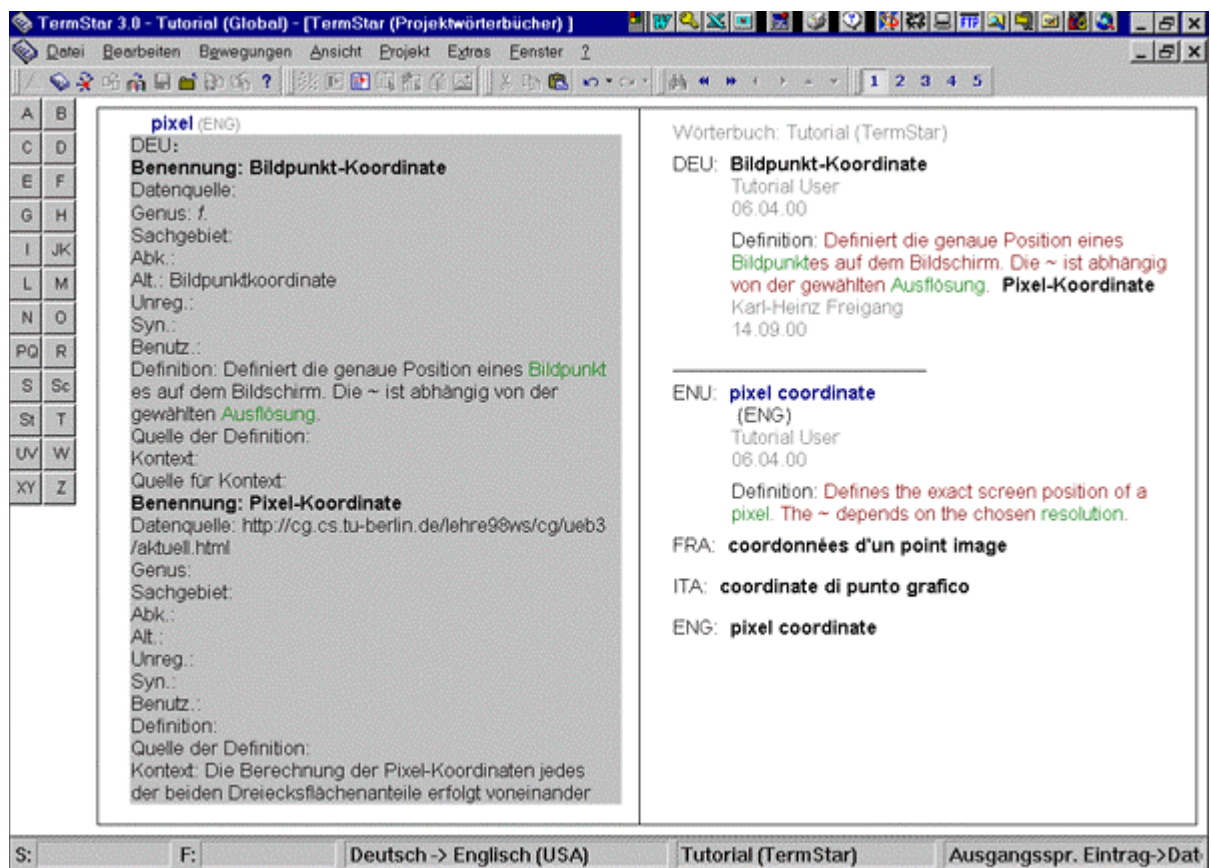 TermStar 3.0 - Tutorial (Global) - [TermStar (Projektwörterbücher) ]
Datei Bearbeiten Bewegungen Ansicht Projekt Extras Fenster ?
1 2 3 4 5
A B
C D
E F
G H
I JK
L M
N O
PQ R
S Sc
St T
UV W
XY Z
pixel (ENG)
DEU:
Benennung: Bildpunkt-Koordinate
Datenquelle:
Genus: f.
Sachgebiet:
Abk.:
Alt.: Bildpunktkoordinate
Unreg.:
Syn.:
Benutz.:
Definition: Definiert die genaue Position eines Bildpunkt
es auf dem Bildschirm. Die ~ ist abhängig von der
gewählten Ausflösung.
Quelle der Definition:
Kontext:
Quelle für Kontext:
Benennung: Pixel-Koordinate
Datenquelle: http://cg.cs.tu-berlin.de/lehre98ws/cg/ueb3
/aktuell.html
Genus:
Sachgebiet:
Abk.:
Alt.:
Unreg.:
Syn.:
Benutz.:
Definition:
Quelle der Definition:
Kontext: Die Berechnung der Pixel-Koordinaten jedes
der beiden Dreiecksflächenanteile erfolgt voneinander
Wörterbuch: Tutorial (TermStar)
DEU: Bildpunkt-Koordinate
Tutorial User
06.04.00
Definition: Definiert die genaue Position eines
Bildpunktes auf dem Bildschirm. Die ~ ist abhängig
von der gewählten Ausflösung. Pixel-Koordinate
Karl-Heinz Freigang
14.09.00
ENU: pixel coordinate
(ENG)
Tutorial User
06.04.00
Definition: Defines the exact screen position of a
pixel. The ~ depends on the chosen resolution.
FRA: coordonnées d'un point image
ITA: coordinate di punto grafico
ENG: pixel coordinate
S: F: Deutsch -> Englisch (USA) Tutorial (TermStar) Ausgangsspr. Eintrag->Dat